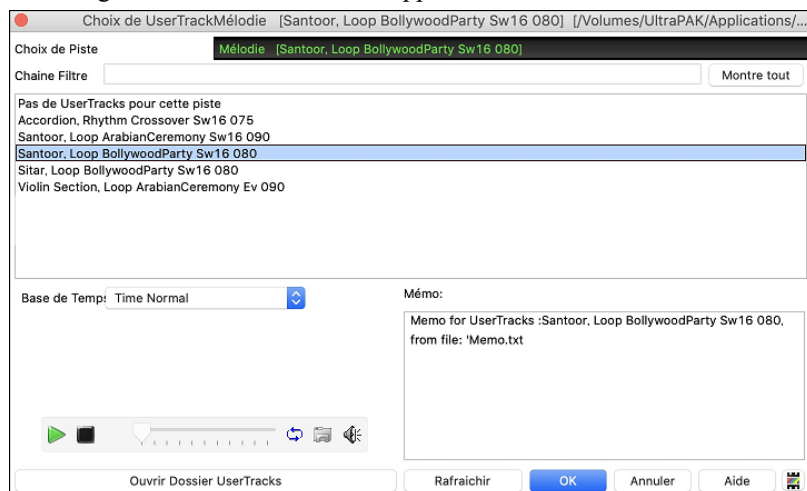 Choix de UserTrackMélodie [Santoor, Loop BollywoodParty Sw16 080] [/Volumes/UltraPAK/Applications/...
Choix de Piste
Mélodie [Santoor, Loop BollywoodParty Sw16 080]
Chaine Filtre
Montre tout
Pas de UserTracks pour cette piste
Accordion, Rhythm Crossover Sw16 075
Santoor, Loop ArabianCeremony Sw16 090
Santoor, Loop BollywoodParty Sw16 080
Sitar, Loop BollywoodParty Sw16 080
Violin Section, Loop ArabianCeremony Ev 090
Base de Temps
Time Normal
Mémo:
Memo for UserTracks :Santoor, Loop BollywoodParty Sw16 080,
from file: 'Memo.txt
Ouvrir Dossier UserTracks
Rafraichir
OK
Annuler
Aide